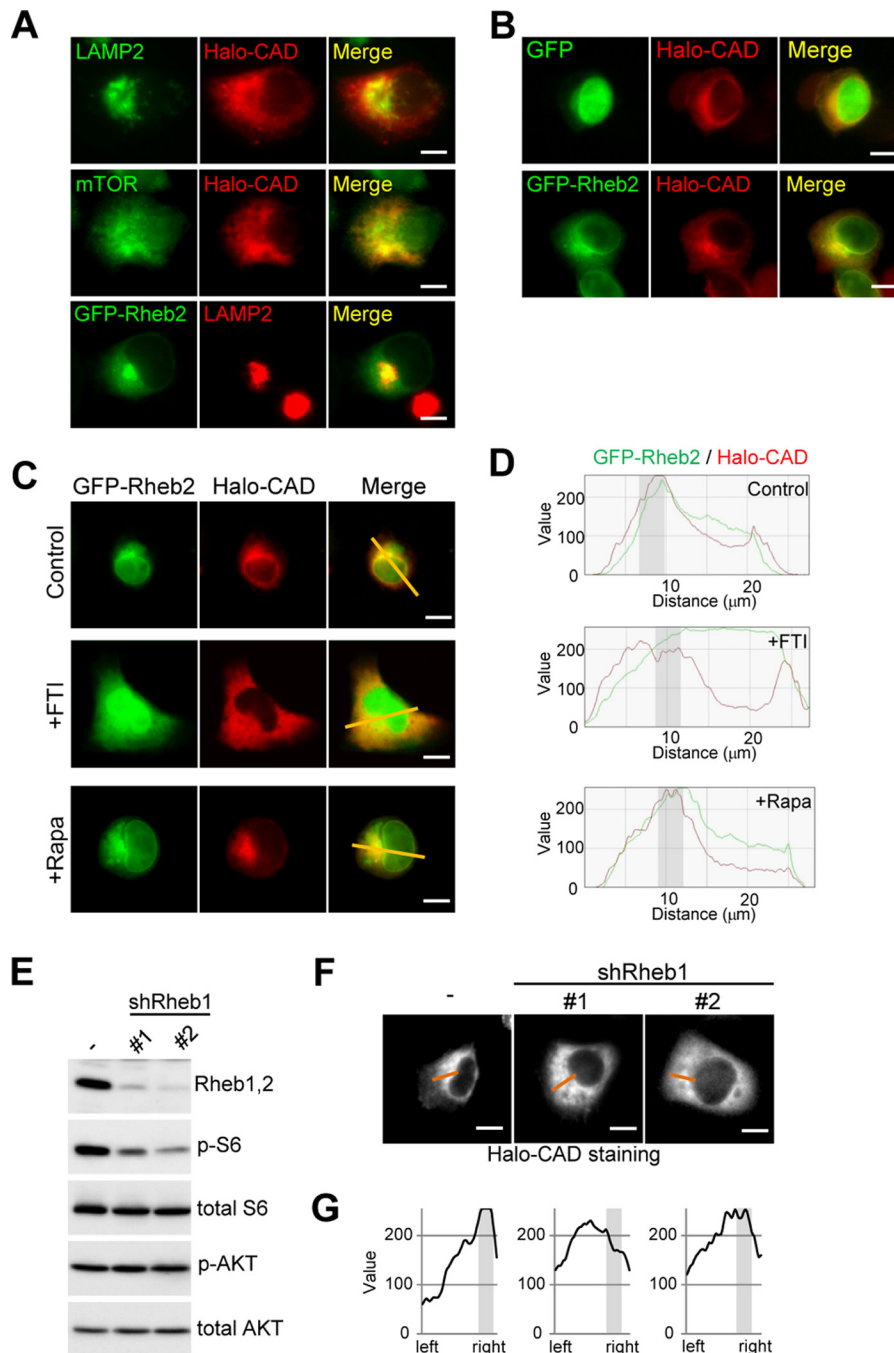 A
LAMP2 Halo-CAD Merge
mTOR Halo-CAD Merge
GFP-Rheb2 LAMP2 Merge
B
GFP Halo-CAD Merge
GFP-Rheb2 Halo-CAD Merge
C
GFP-Rheb2 Halo-CAD Merge
Control
+FTI
+Rapa
D
GFP-Rheb2 / Halo-CAD
Control
Value
200
100
0
10 20
Distance (μm)
+FTI
Value
200
100
0
10 20
Distance (μm)
+Rapa
Value
200
100
0
10 20
Distance (μm)
E
shRheb1
- #1 #2
Rheb1,2
p-S6
total S6
p-AKT
total AKT
F
shRheb1
- #1 #2
Halo-CAD staining
G
Value
200
100
0
left right
200
100
0
left right
200
100
0
left right